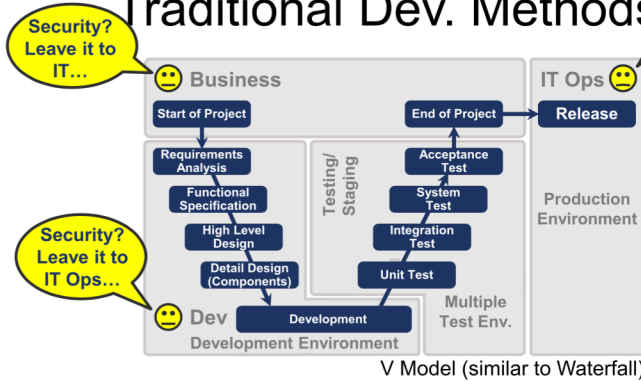 Traditional Dev. Methods
Security?
Leave it to
IT…
Business
IT Ops
Start of Project
End of Project
Release
Requirements
Analysis
Functional
Specification
High Level
Design
Detail Design
(Components)
Testing/
Staging
Acceptance
Test
System
Test
Integration
Test
Unit Test
Production
Environment
Security?
Leave it to
IT Ops…
Dev
Development
Development Environment
Multiple
Test Env.
V Model (similar to Waterfall)